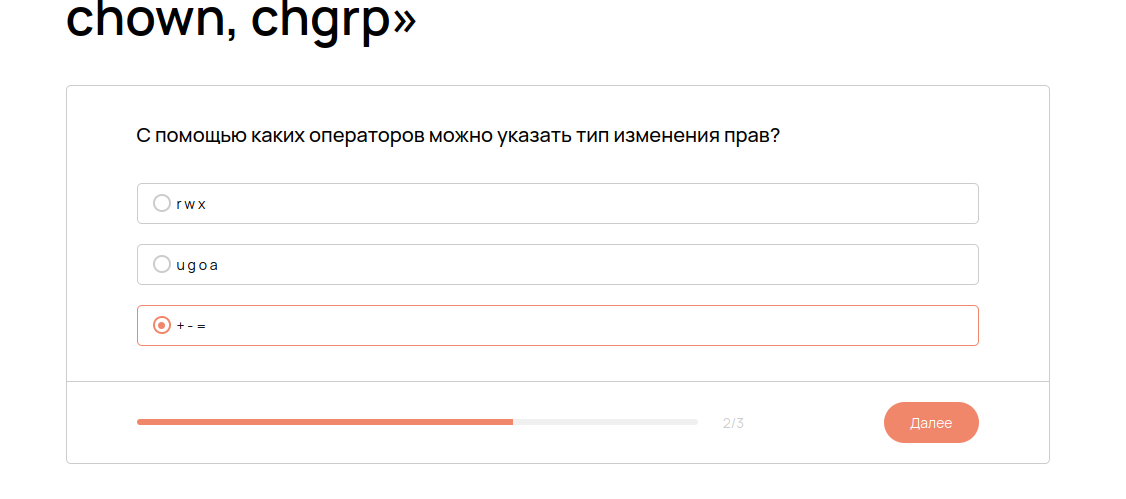 chown, chgrp»
С помощью каких операторов можно указать тип изменения прав?
r w x
u g o a
+ - =
2/3
Далее